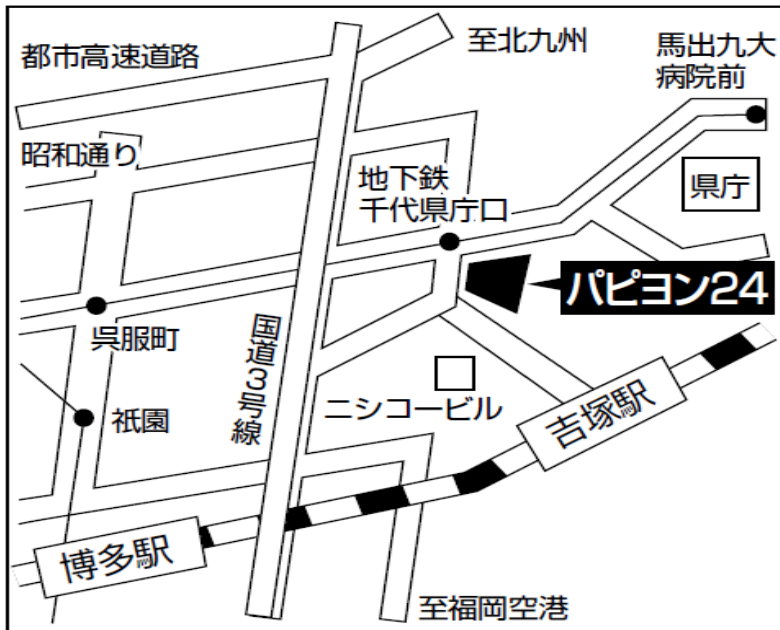 都市高速道路
至北九州
馬出九大
病院前
昭和通り
地下鉄
千代県庁口
県庁
パピヨン24
呉服町
国道3号線
ニシコービル
祇園
吉塚駅
博多駅
至福岡空港